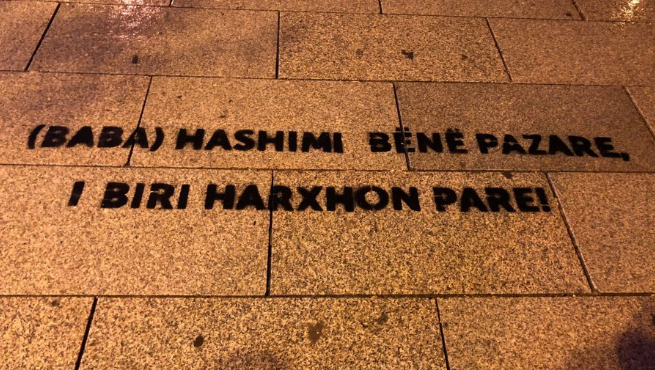 (BABA) HASHIMI BËNË PAZARE,
I BIRI HARXHON PARE!